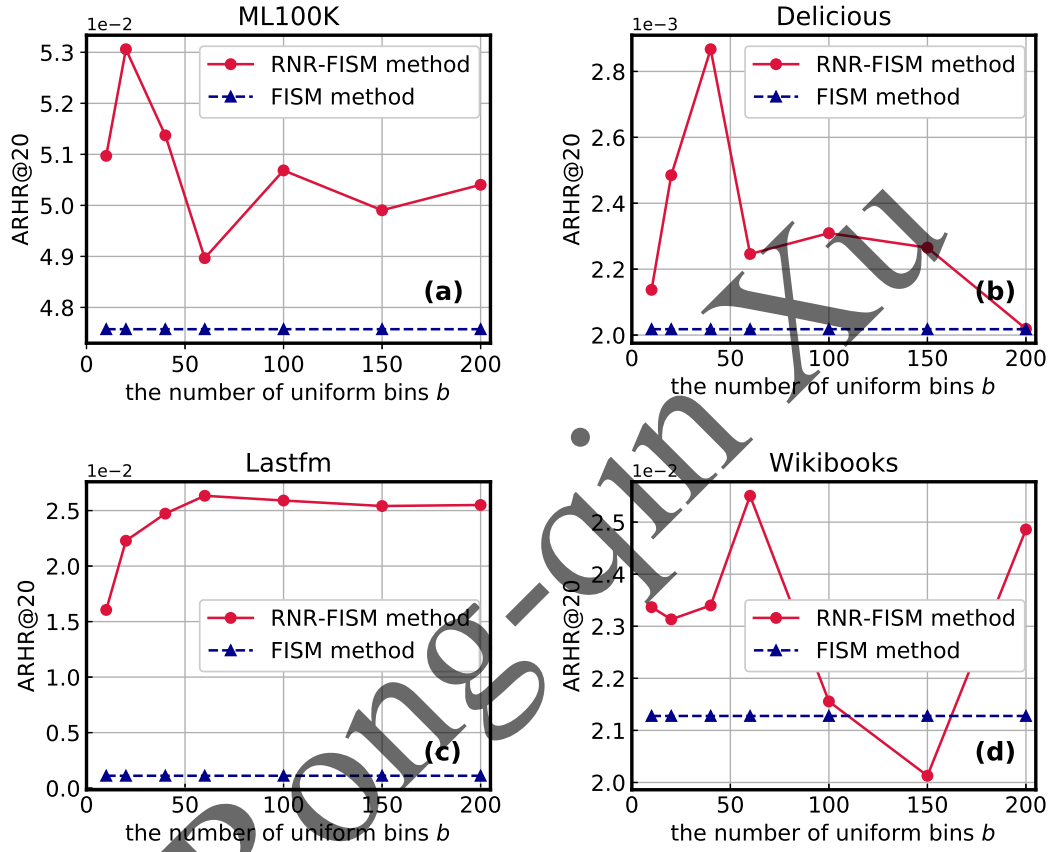 ML100K
1e−2
5.3
5.2
5.1
5.0
4.9
4.8
ARHR@20
RNR-FISM method
FISM method
(a)
0 50 100 150 200
the number of uniform bins b
Delicious
1e−3
2.8
2.6
2.4
2.2
2.0
ARHR@20
RNR-FISM method
FISM method
(b)
0 50 100 150 200
the number of uniform bins b
Lastfm
1e−2
2.5
2.0
1.5
1.0
0.5
0.0
ARHR@20
RNR-FISM method
FISM method
(c)
0 50 100 150 200
the number of uniform bins b
Wikibooks
1e−2
2.5
2.4
2.3
2.2
2.1
2.0
ARHR@20
RNR-FISM method
FISM method
(d)
0 50 100 150 200
the number of uniform bins b
ong-qin Xu